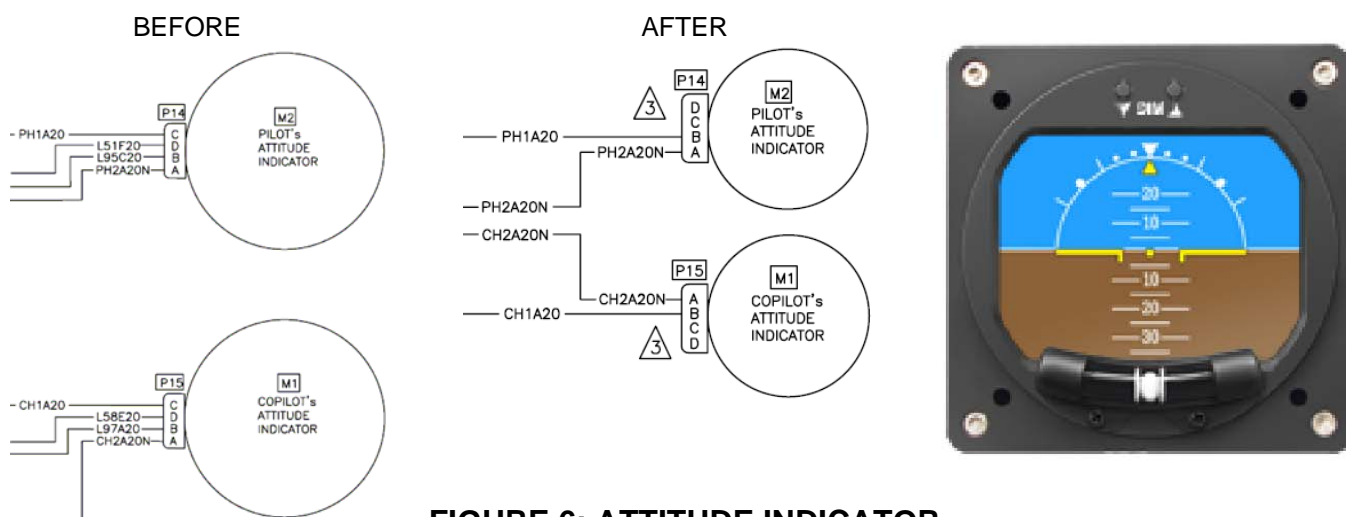 BEFORE
AFTER
PH1A20
L51F20
L95C20
PH2A20N
P14
C
D
B
A
M2
PILOT's
ATTITUDE
INDICATOR
CH1A20
L58E20
L97A20
CH2A20N
P15
C
D
B
A
M1
COPILOT's
ATTITUDE
INDICATOR
3
P14
D
C
B
A
PH1A20
PH2A20N
PH2A20N
M2
PILOT's
ATTITUDE
INDICATOR
CH2A20N
CH2A20N
CH1A20
P15
A
B
C
D
3
M1
COPILOT's
ATTITUDE
INDICATOR
DIM
20
10
10
20
30
FIGURE 6: ATTITUDE INDICATOR